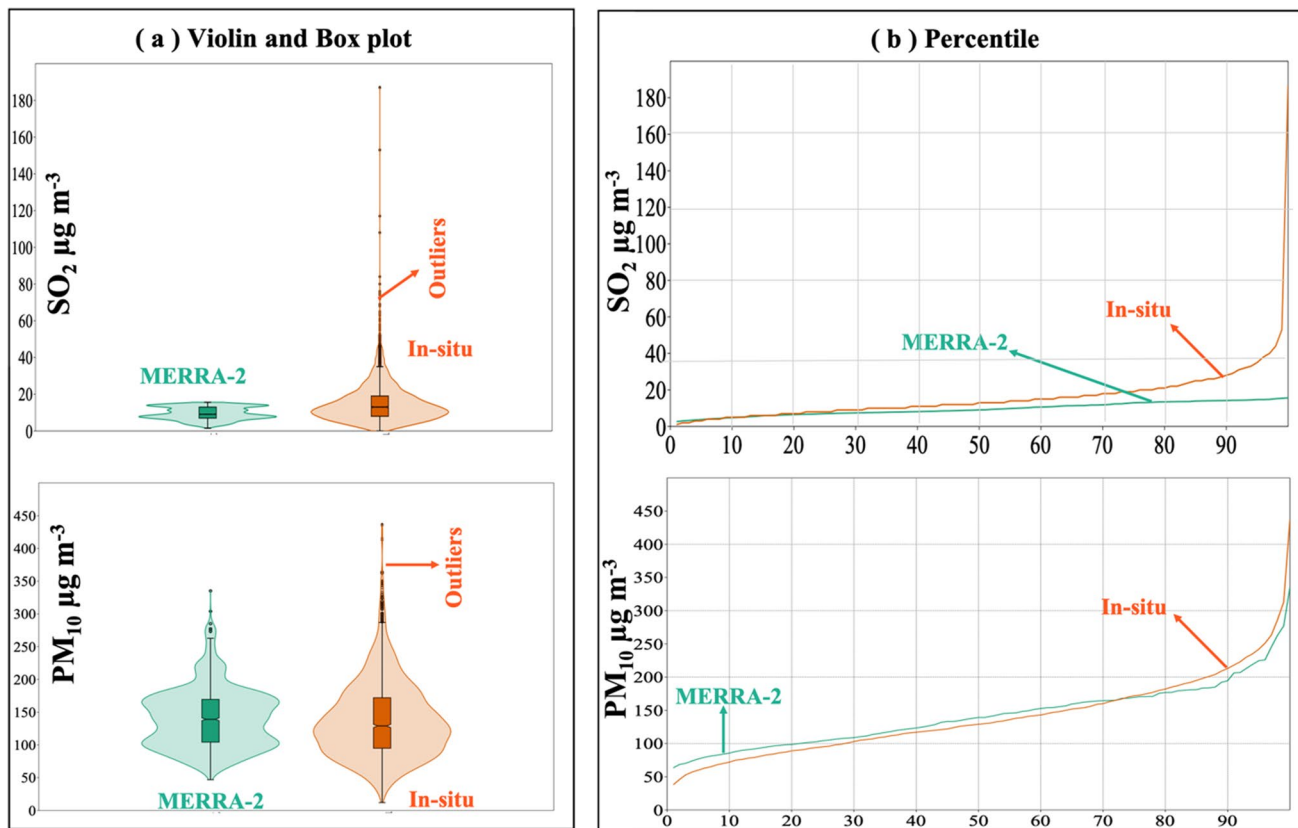 ( a ) Violin and Box plot
SO2 µg m-3
180
160
140
120
100
80
60
40
20
0
Outliers
In-situ
MERRA-2
PM10 µg m-3
450
400
350
300
250
200
150
100
50
0
Outliers
MERRA-2
In-situ
( b ) Percentile
SO2 µg m-3
180
160
140
120
100
80
60
40
20
0
In-situ
MERRA-2
0 10 20 30 40 50 60 70 80 90
PM10 µg m-3
450
400
350
300
250
200
150
100
50
0
In-situ
MERRA-2
0 10 20 30 40 50 60 70 80 90